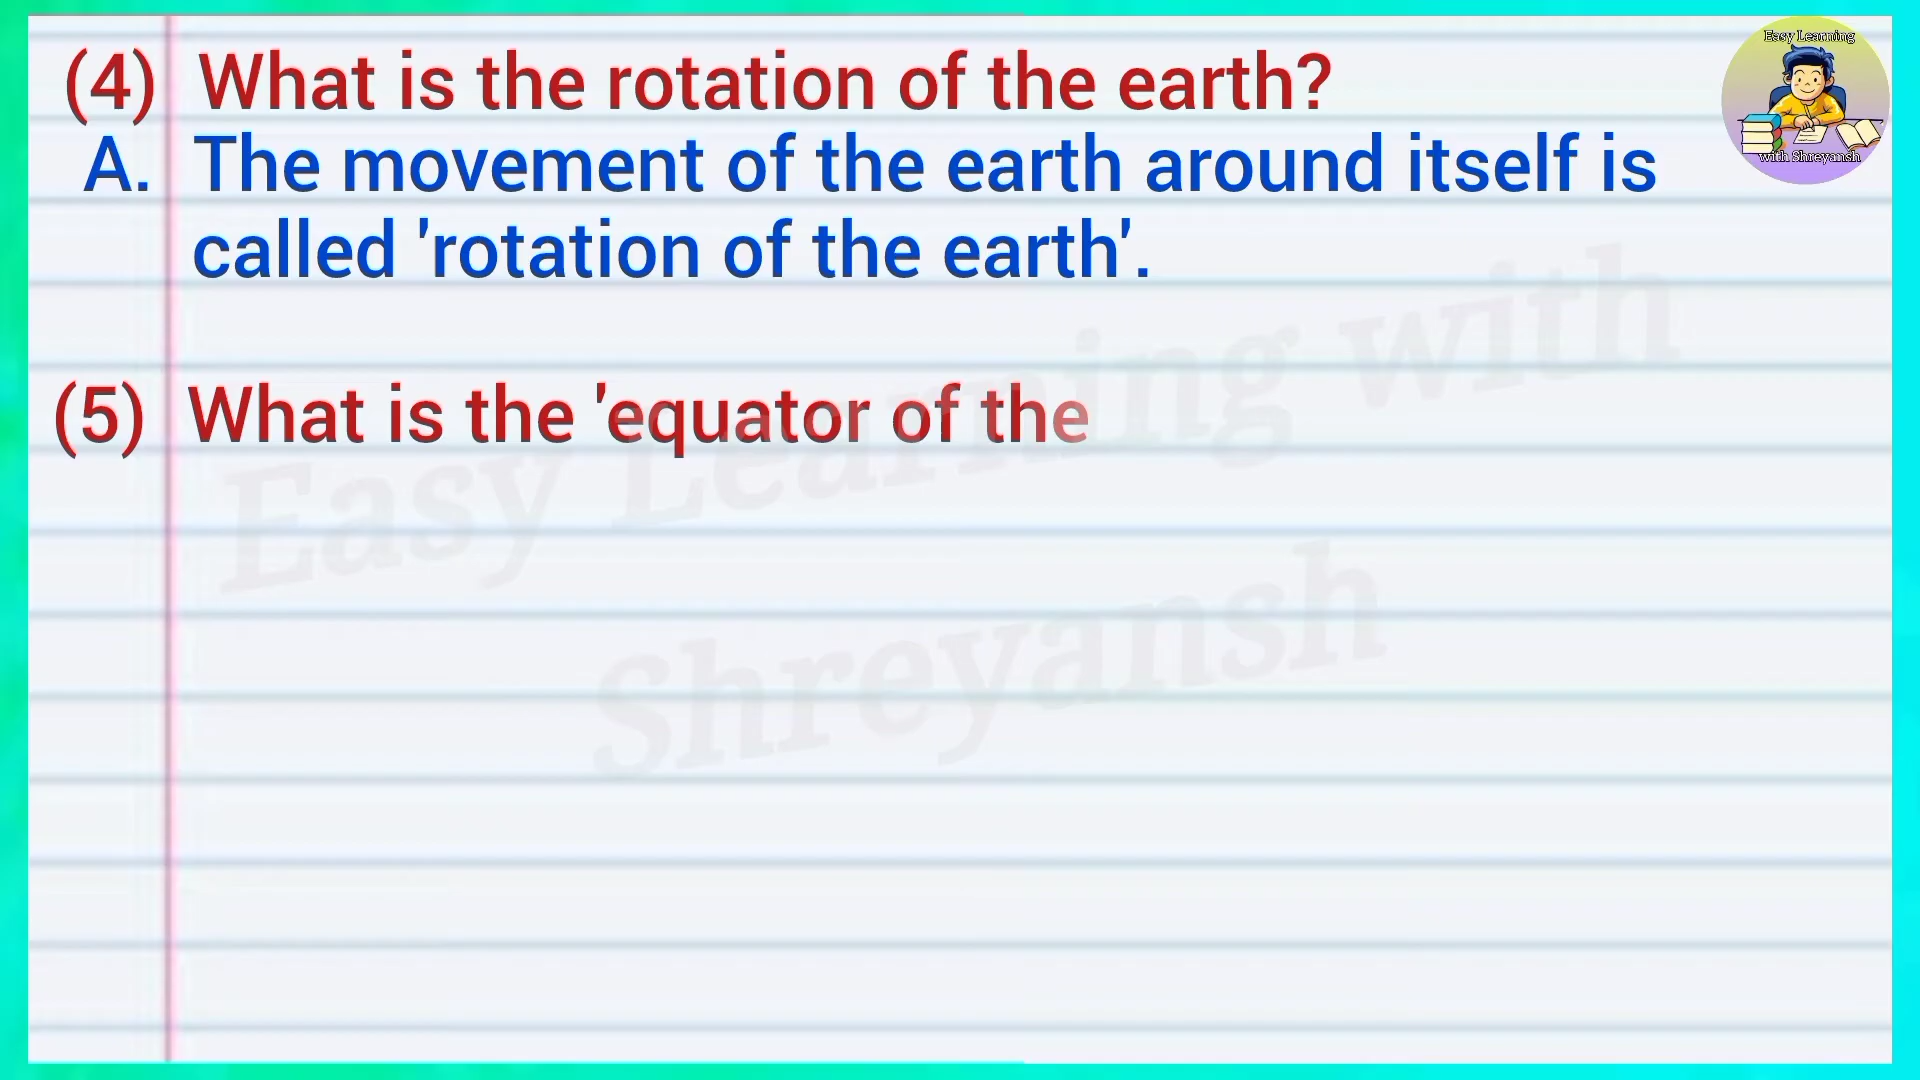 (4) What is the rotation of the earth?
A. The movement of the earth around itself is
called 'rotation of the earth'.
(5) What is the 'equator of the
Easy Learning
with Shreyansh
Easy Learning with
Shreyansh